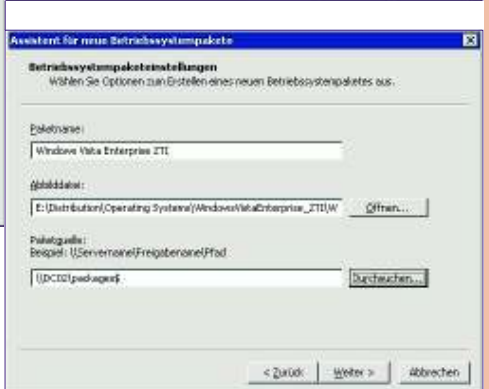 Assistent für neue Betriebssystempakete
Betriebssystempaketeinstellungen
Wählen Sie Optionen zum Erstellen eines neuen Betriebssystempaketes aus.
Paketname:
Windows Vista Enterprise ZTI
Abbilddatei:
E:\Distribution\Operating Systems\WindowsVistaEnterprise_ZTI\W
Öffnen...
Paketquelle:
Beispiel: \\Servername\Freigabename\Pfad
\\DC02\packages$
Durchsuchen...
< Zurück
Weiter >
Abbrechen